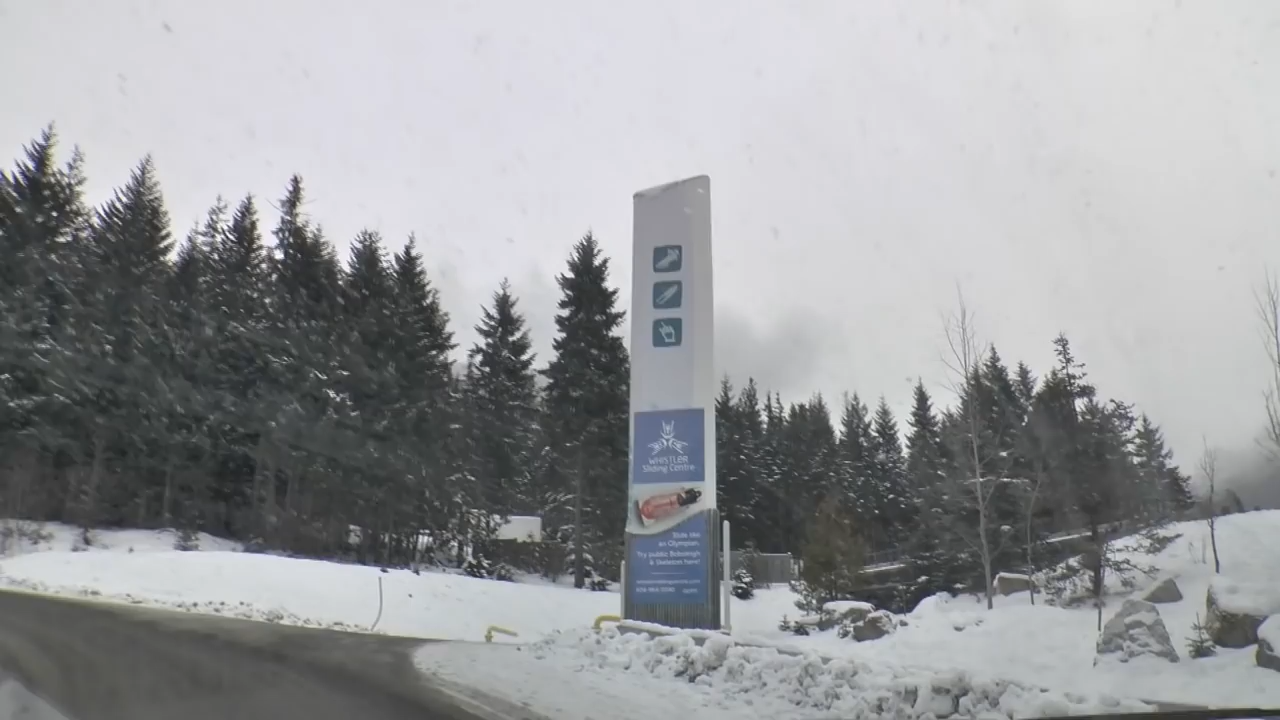 WHISTLER
Sliding Centre
Slide like
an Olympian.
Try public Bobsleigh
& Skeleton here!